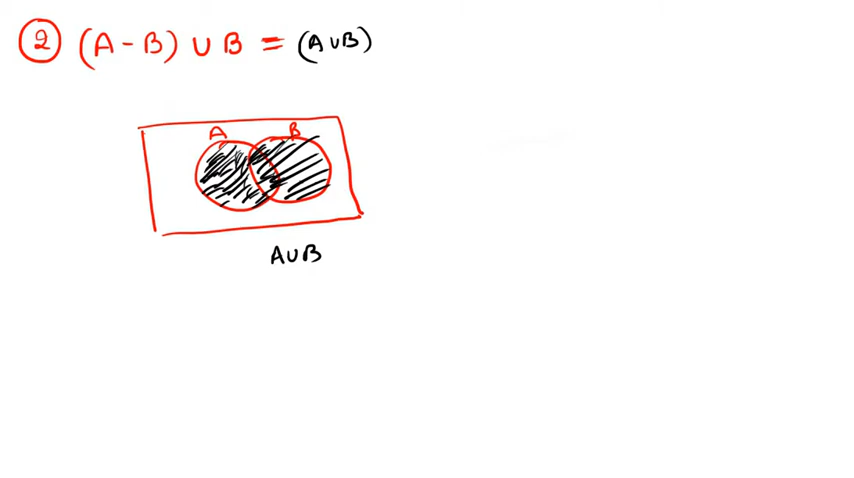 ② (A - B) ∪ B = (A ∪ B)
A B
A∪B